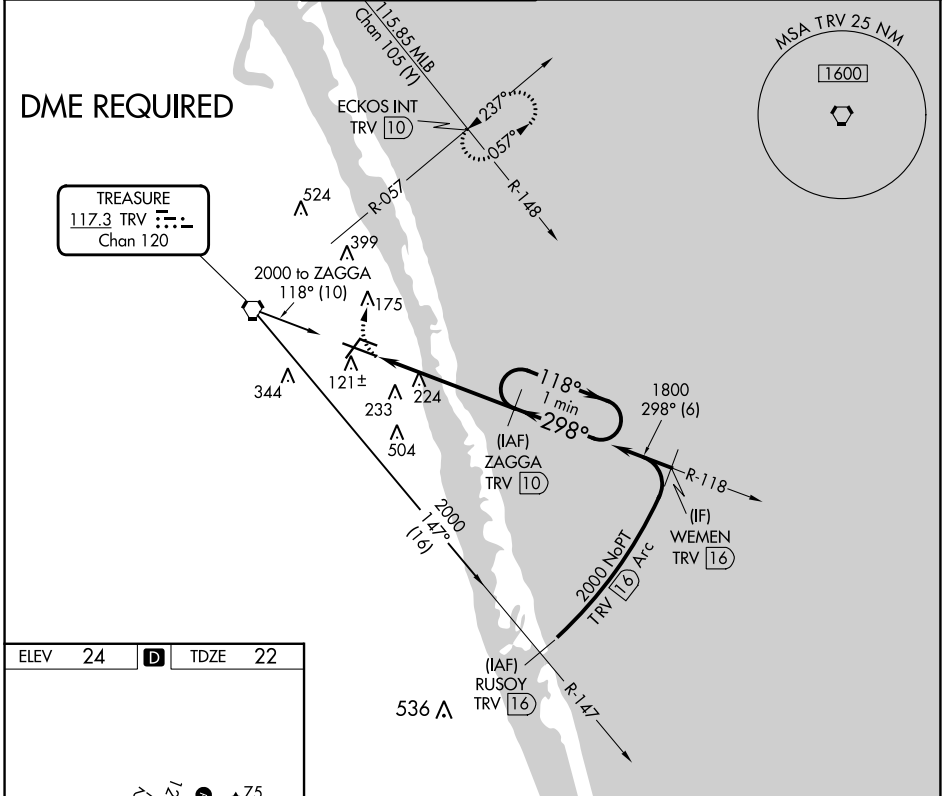 115.85 MLB
Chan 105 (Y)
MSA TRV 25 NM
1600
DME REQUIRED
ECKOS INT
TRV 10
237°
057°
R-148
R-057
TREASURE
117.3 TRV
Chan 120
524
399
2000 to ZAGGA
118° (10)
175
344
121±
233
224
504
118°
1 min
298°
1800
298° (6)
(IAF)
ZAGGA
TRV 10
R-118
(IF)
WEMEN
TRV 16
2000
147°
(16)
2000 NoPT
TRV 16 Arc
(IAF)
RUSOY
TRV 16
R-147
536
ELEV 24 D TDZE 22
75